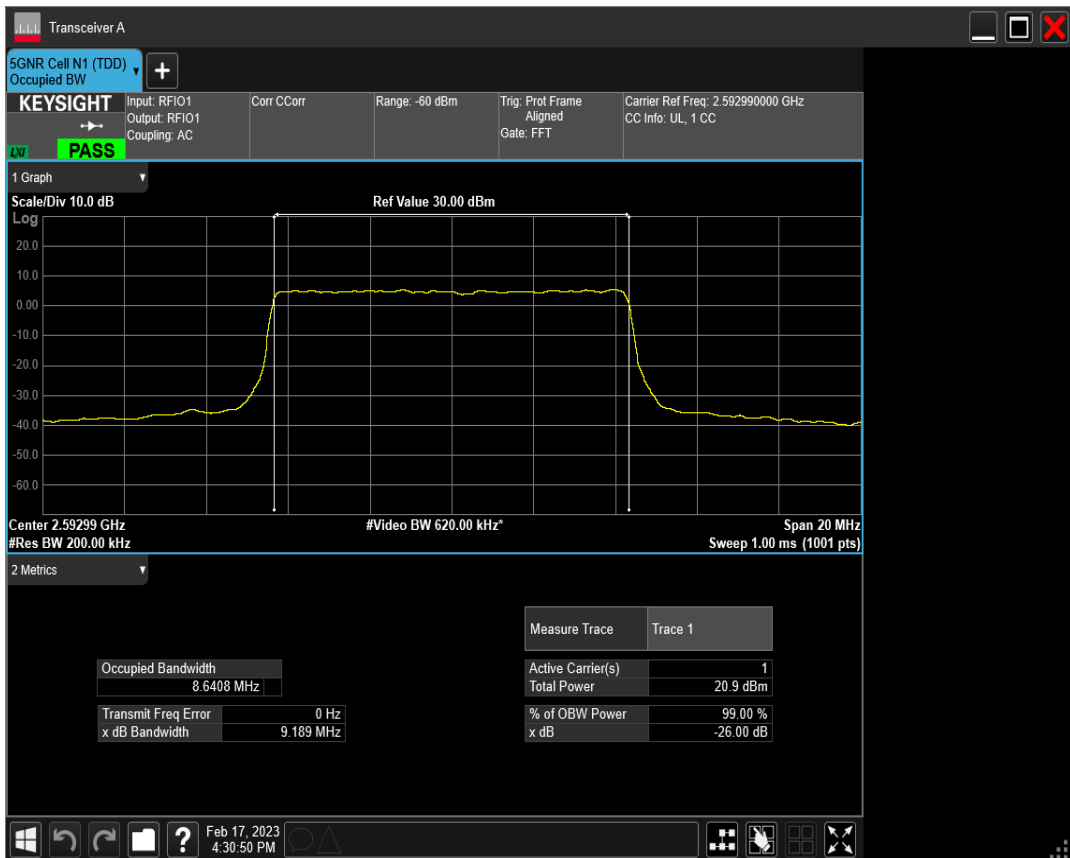 Transceiver A
5GNR Cell N1 (TDD)
Occupied BW
KEYSIGHT
LXI
PASS
Input: RFIO1
Output: RFIO1
Coupling: AC
Corr CCorr
Range: -60 dBm
Trig: Prot Frame
Aligned
Gate: FFT
Carrier Ref Freq: 2.592990000 GHz
CC Info: UL, 1 CC
1 Graph
Scale/Div 10.0 dB
Ref Value 30.00 dBm
Log
20.0
10.0
0.00
-10.0
-20.0
-30.0
-40.0
-50.0
-60.0
Center 2.59299 GHz
#Video BW 620.00 kHz*
Span 20 MHz
#Res BW 200.00 kHz
Sweep 1.00 ms (1001 pts)
2 Metrics
Measure Trace Trace 1
Occupied Bandwidth
8.6408 MHz
Active Carrier(s) 1
Total Power 20.9 dBm
Transmit Freq Error 0 Hz
x dB Bandwidth 9.189 MHz
% of OBW Power 99.00 %
x dB -26.00 dB
?
Feb 17, 2023
4:30:50 PM